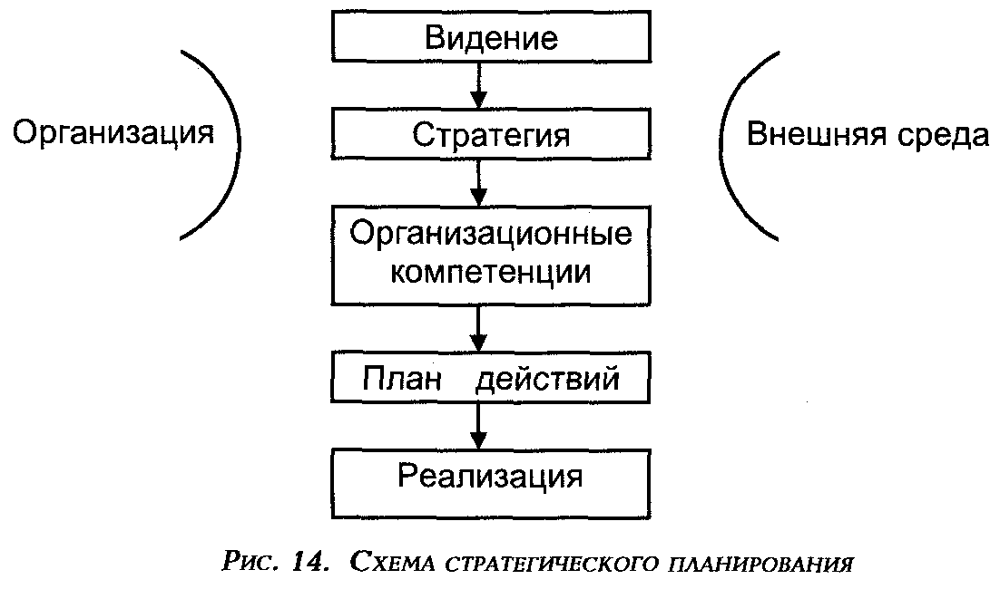 Видение
Организация
Стратегия
Внешняя среда
Организационные
компетенции
План действий
Реализация
Рис. 14. Схема стратегического планирования